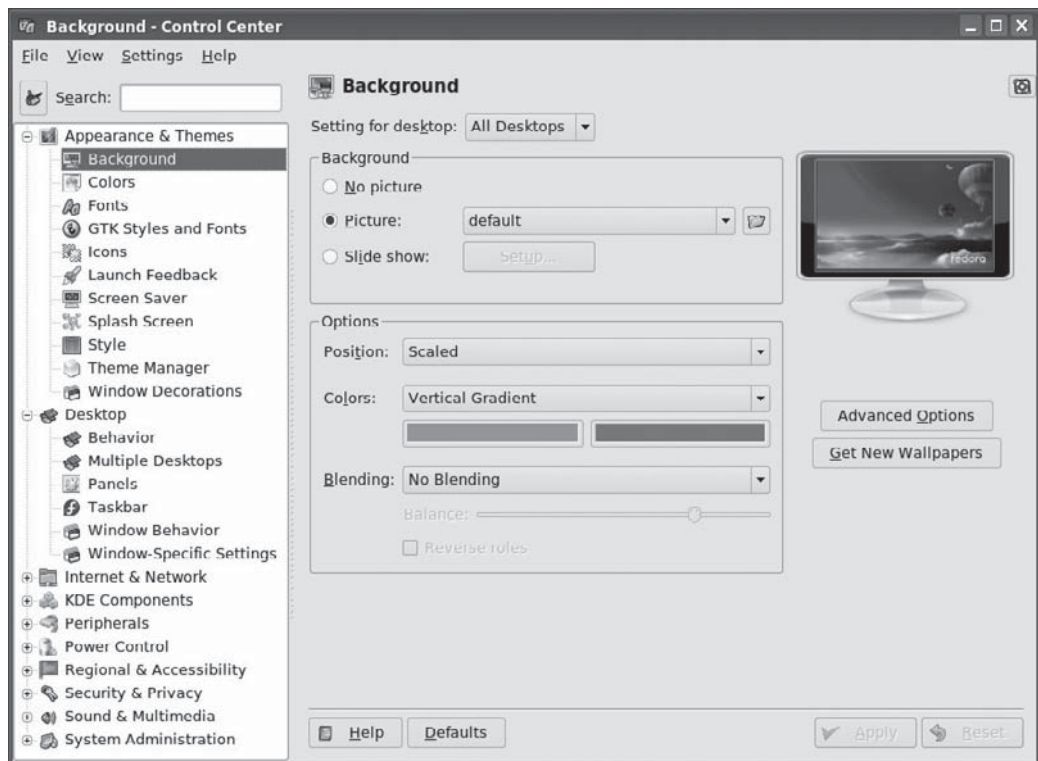 Background - Control Center
File View Settings Help
Search:
Appearance & Themes
Background
Colors
Fonts
GTK Styles and Fonts
Icons
Launch Feedback
Screen Saver
Splash Screen
Style
Theme Manager
Window Decorations
Desktop
Behavior
Multiple Desktops
Panels
Taskbar
Window Behavior
Window-Specific Settings
Internet & Network
KDE Components
Peripherals
Power Control
Regional & Accessibility
Security & Privacy
Sound & Multimedia
System Administration
Background
Setting for desktop: All Desktops
Background
No picture
Picture: default
Slide show: Setup...
fedora
Options
Position: Scaled
Colors: Vertical Gradient
Blending: No Blending
Balance:
Reverse roles
Advanced Options
Get New Wallpapers
Help Defaults Apply Reset